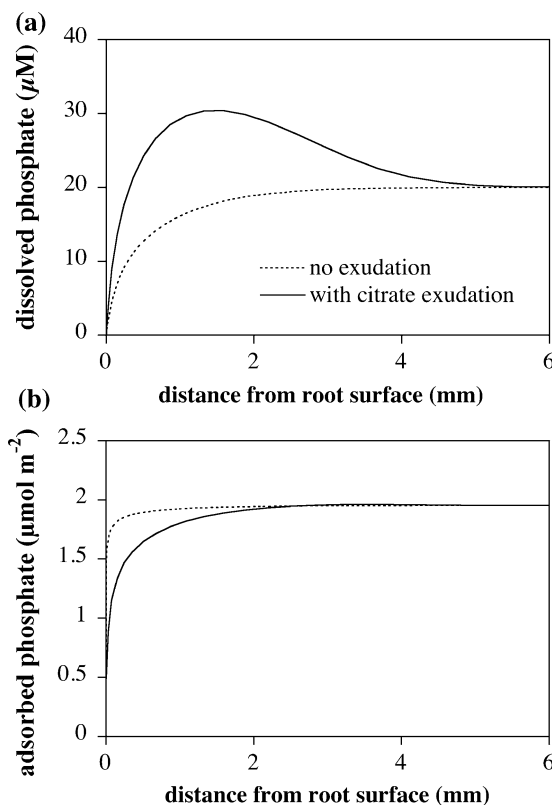 (a)
dissolved phosphate (µM)
40
30
20
10
0
no exudation
with citrate exudation
0 2 4 6
distance from root surface (mm)
(b)
adsorbed phosphate (µmol m⁻²)
2.5
2
1.5
1
0.5
0
0 2 4 6
distance from root surface (mm)